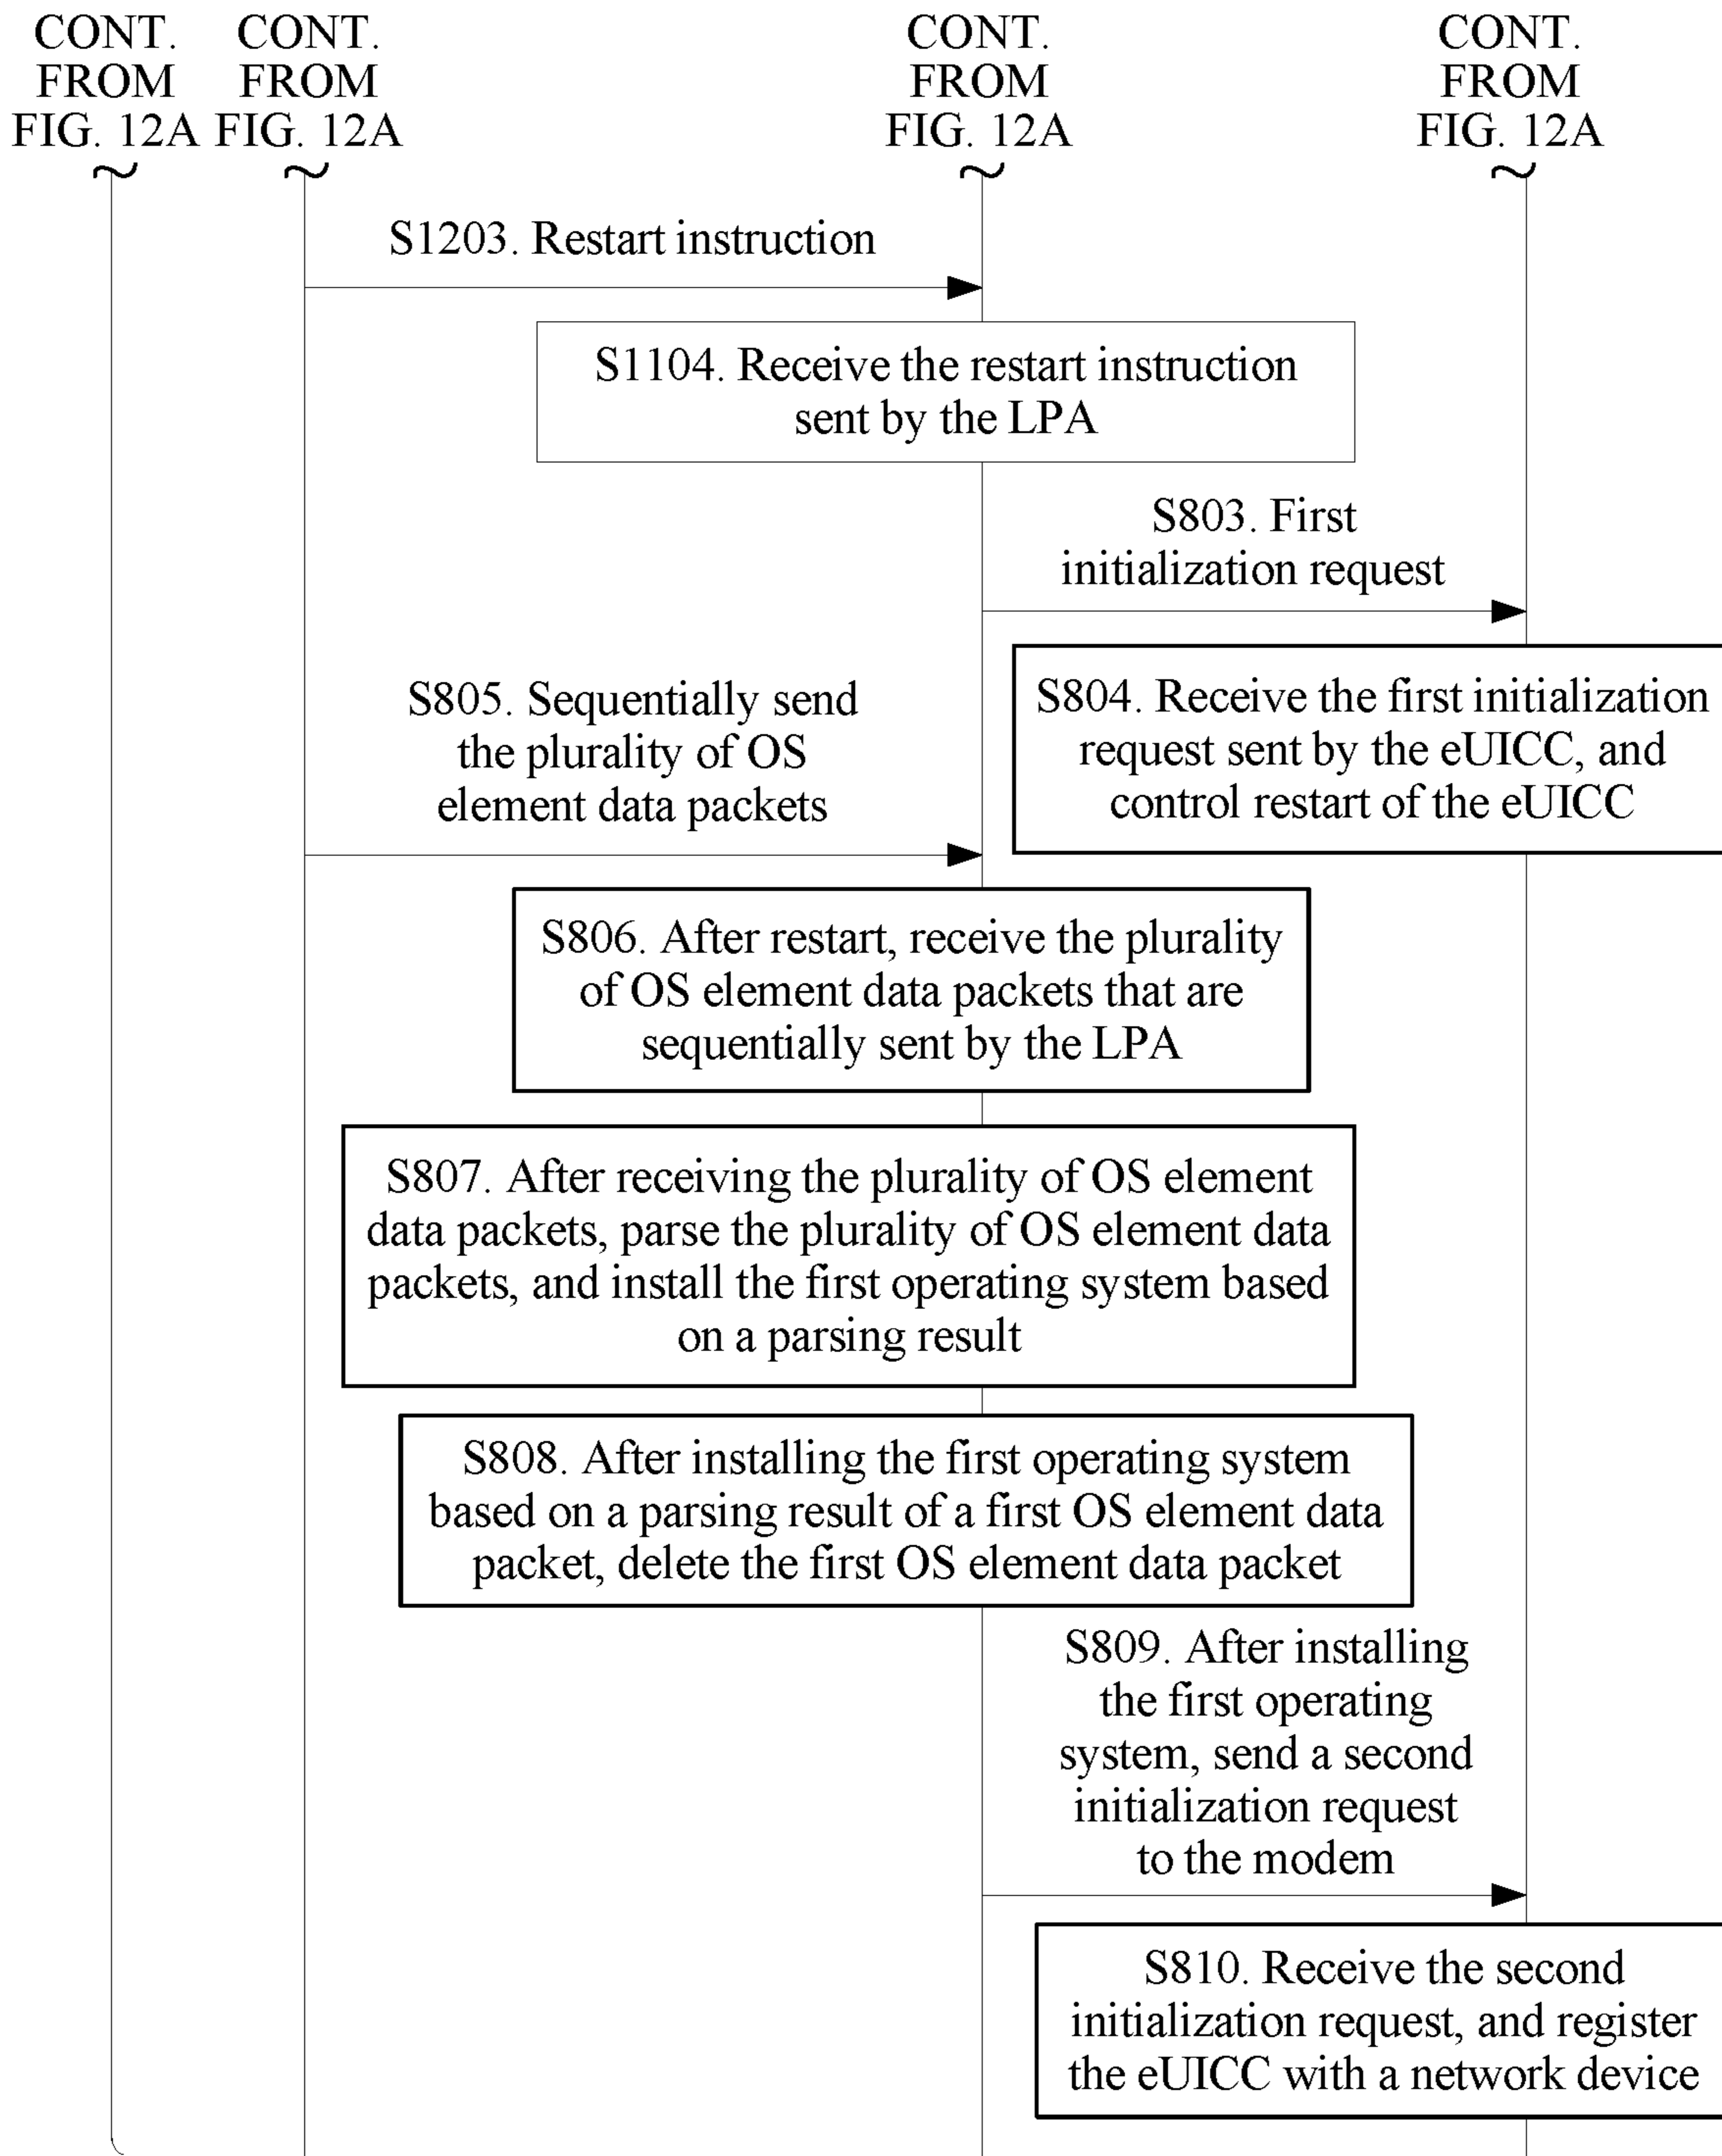 CONT.
FROM
FIG. 12A
CONT.
FROM
FIG. 12A
CONT.
FROM
FIG. 12A
CONT.
FROM
FIG. 12A
S1203. Restart instruction
S1104. Receive the restart instruction
sent by the LPA
S803. First
initialization request
S804. Receive the first initialization
request sent by the eUICC, and
control restart of the eUICC
S805. Sequentially send
the plurality of OS
element data packets
S806. After restart, receive the plurality
of OS element data packets that are
sequentially sent by the LPA
S807. After receiving the plurality of OS element
data packets, parse the plurality of OS element data
packets, and install the first operating system based
on a parsing result
S808. After installing the first operating system
based on a parsing result of a first OS element data
packet, delete the first OS element data packet
S809. After installing
the first operating
system, send a second
initialization request
to the modem
S810. Receive the second
initialization request, and register
the eUICC with a network device